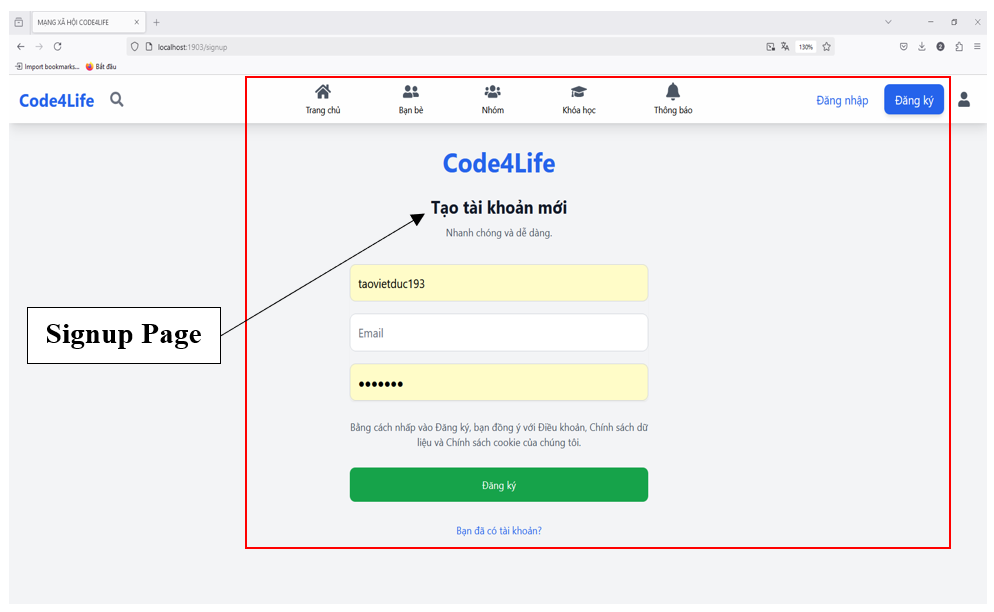 MẠNG XÃ HỘI CODE4LIFE
localhost:1903/signup
130%
2
Import bookmarks...
Bắt đầu
Code4Life
Trang chủ
Bạn bè
Nhóm
Khóa học
Thông báo
Đăng nhập
Đăng ký
Code4Life
Tạo tài khoản mới
Nhanh chóng và dễ dàng.
taovietduc193
Signup Page
Email
Bằng cách nhấp vào Đăng ký, bạn đồng ý với Điều khoản, Chính sách dữ
liệu và Chính sách cookie của chúng tôi.
Đăng ký
Bạn đã có tài khoản?